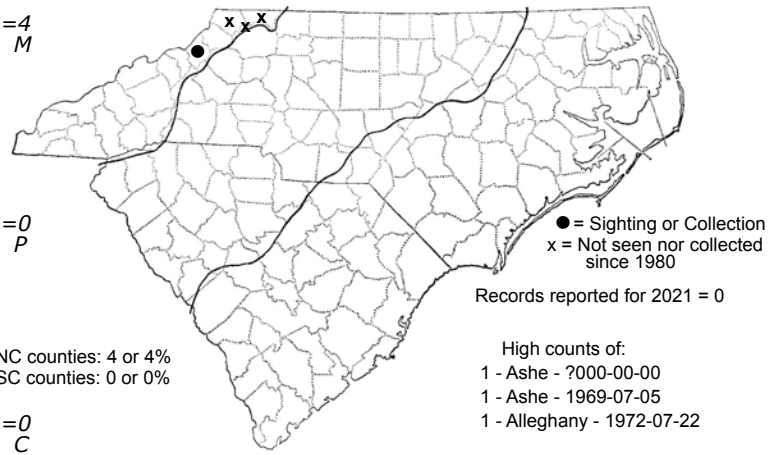 =4
M
x x x
=0
P
● = Sighting or Collection
x = Not seen nor collected
since 1980
Records reported for 2021 = 0
NC counties: 4 or 4%
SC counties: 0 or 0%
High counts of:
1 - Ashe - ?000-00-00
1 - Ashe - 1969-07-05
1 - Alleghany - 1972-07-22
=0
C